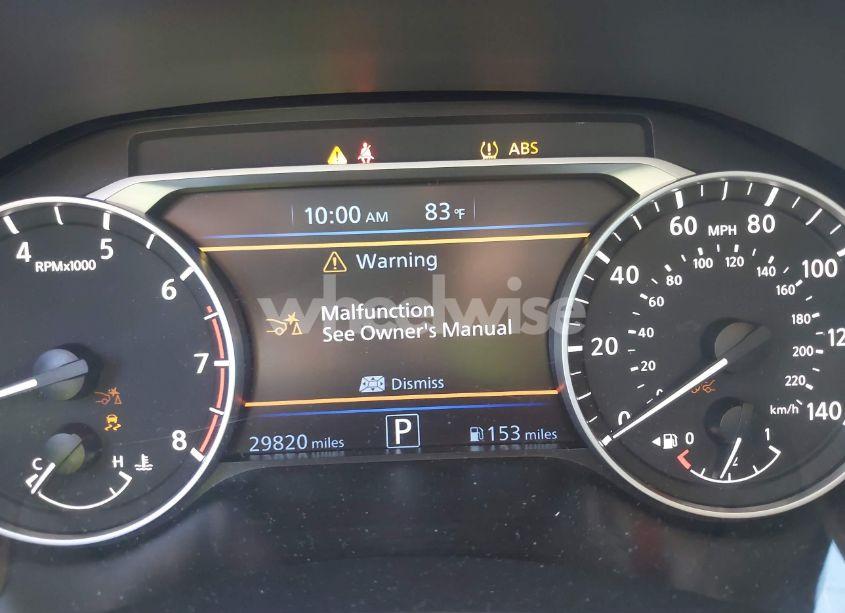 ABS
10:00 AM 83°F
Warning
Malfunction
See Owner's Manual
Dismiss
29820 miles
P
153 miles
4 5 6 7 8
RPMx1000
C H
0 20 40 60 80 100 140
MPH
0 20 40 60 80 100 120 140 160 180 200 220
km/h
0 1
wheelwise